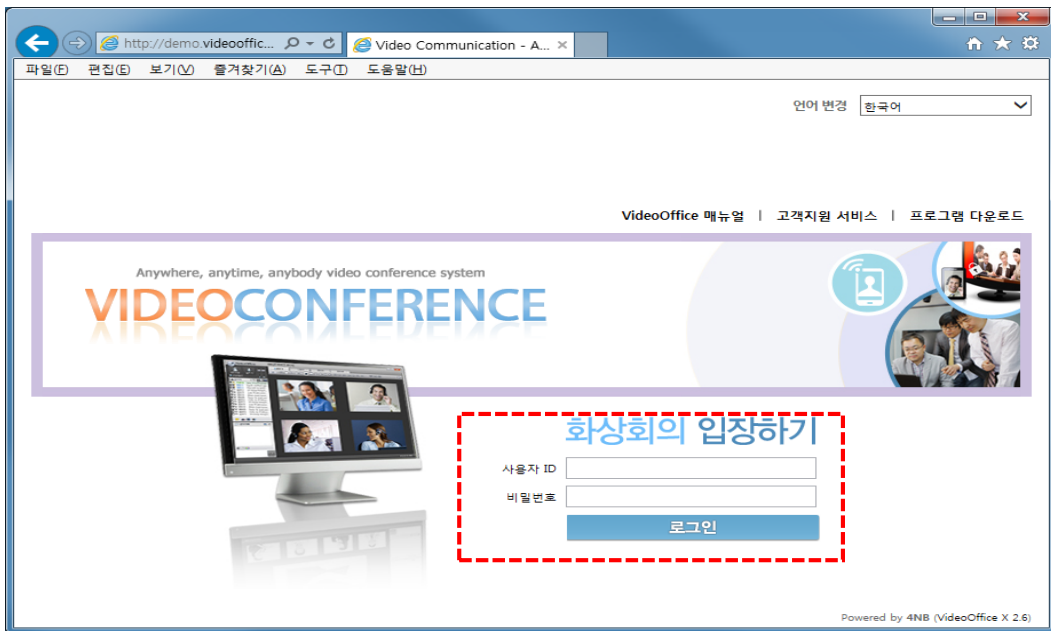 http://demo.videooffic...
Video Communication - A...
파일(F) 편집(E) 보기(V) 즐겨찾기(A) 도구(T) 도움말(H)
언어 변경 한국어
VideoOffice 매뉴얼 | 고객지원 서비스 | 프로그램 다운로드
Anywhere, anytime, anybody video conference system
VIDEOCONFERENCE
화상회의 입장하기
사용자 ID
비밀번호
로그인
Powered by 4NB (VideoOffice X 2.6)